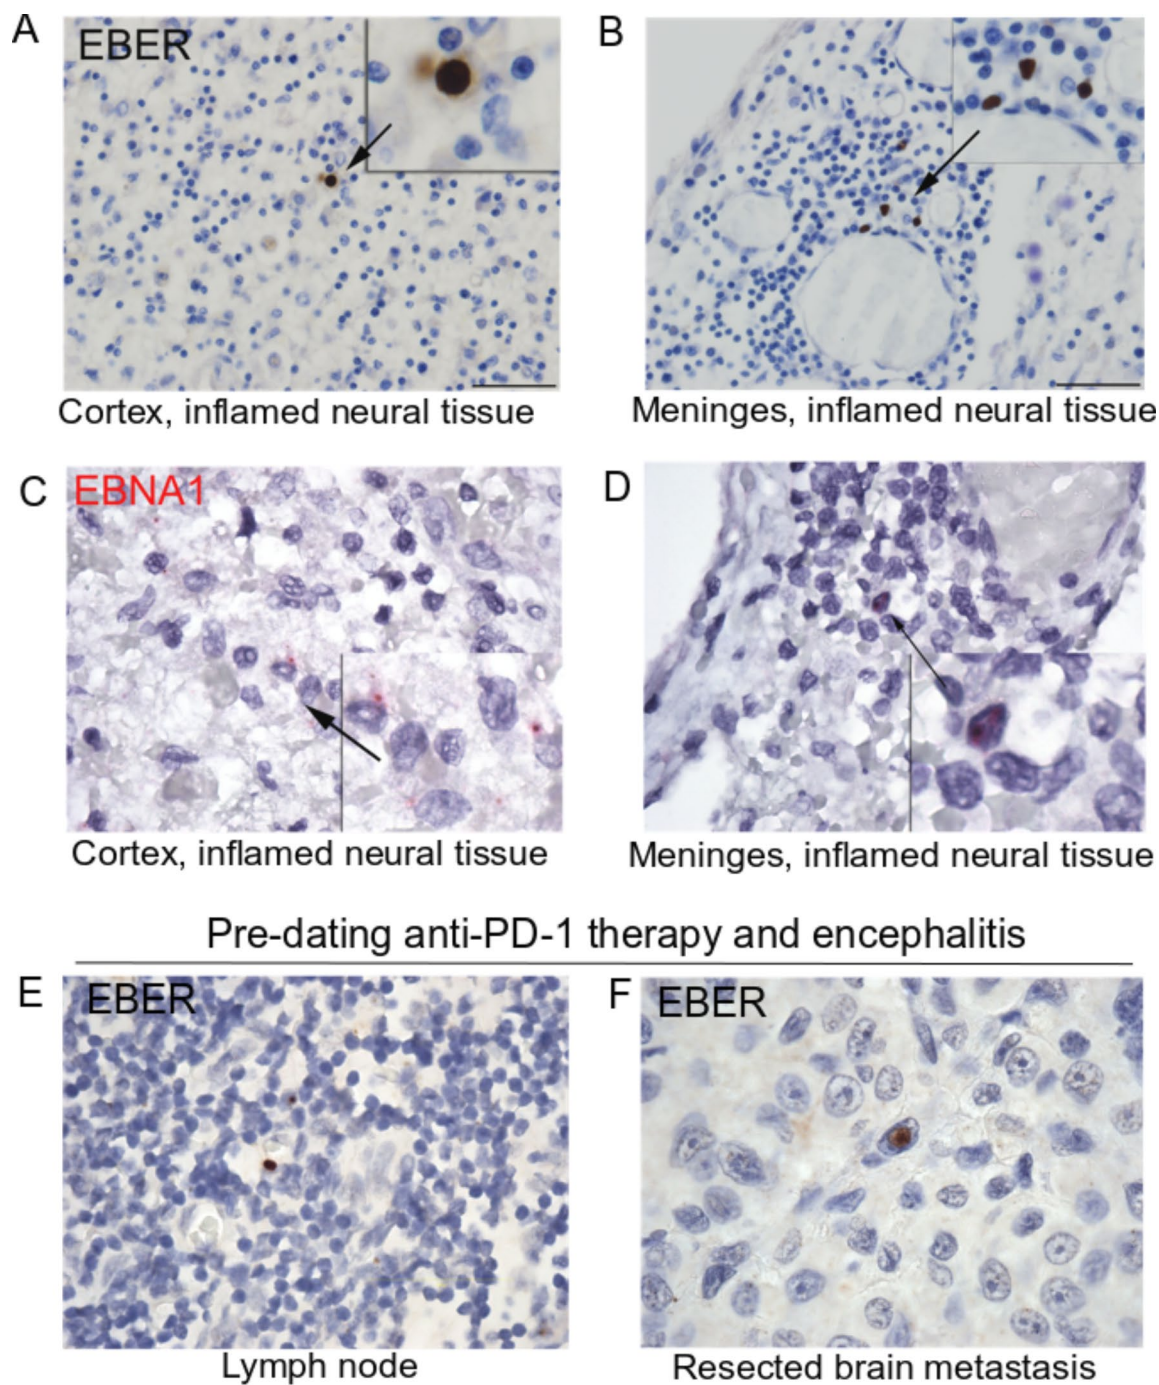 A
EBER
B
Cortex, inflamed neural tissue
Meninges, inflamed neural tissue
C
EBNA1
D
Cortex, inflamed neural tissue
Meninges, inflamed neural tissue
Pre-dating anti-PD-1 therapy and encephalitis
E
EBER
F
EBER
Lymph node
Resected brain metastasis